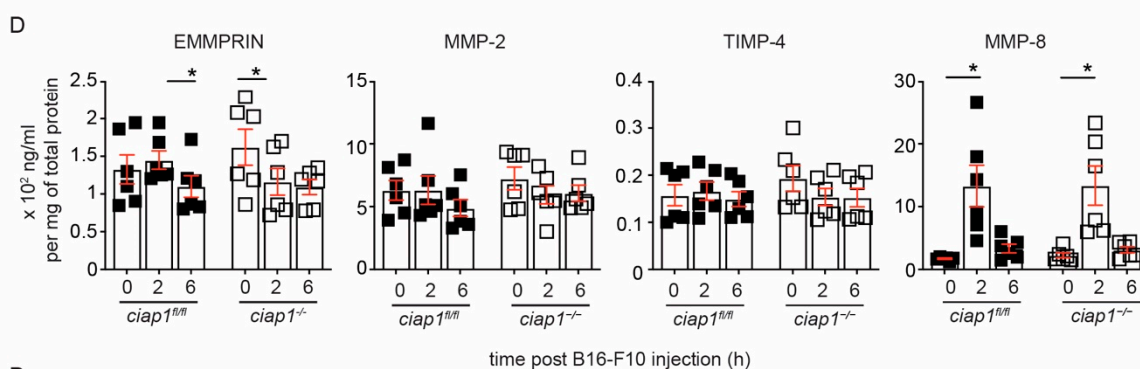 D
EMMPRIN MMP-2 TIMP-4 MMP-8
* * * *
x 10² ng/ml
per mg of total protein
2.5 2 1.5 1 0.5 0
15 10 5 0
0.4 0.3 0.2 0.1 0
30 20 10 0
0 2 6 0 2 6 0 2 6 0 2 6 0 2 6 0 2 6 0 2 6 0 2 6
ciap1fl/fl ciap1-/- ciap1fl/fl ciap1−/− ciap1fl/fl ciap1−/− ciap1fl/fl ciap1−/−
time post B16-F10 injection (h)